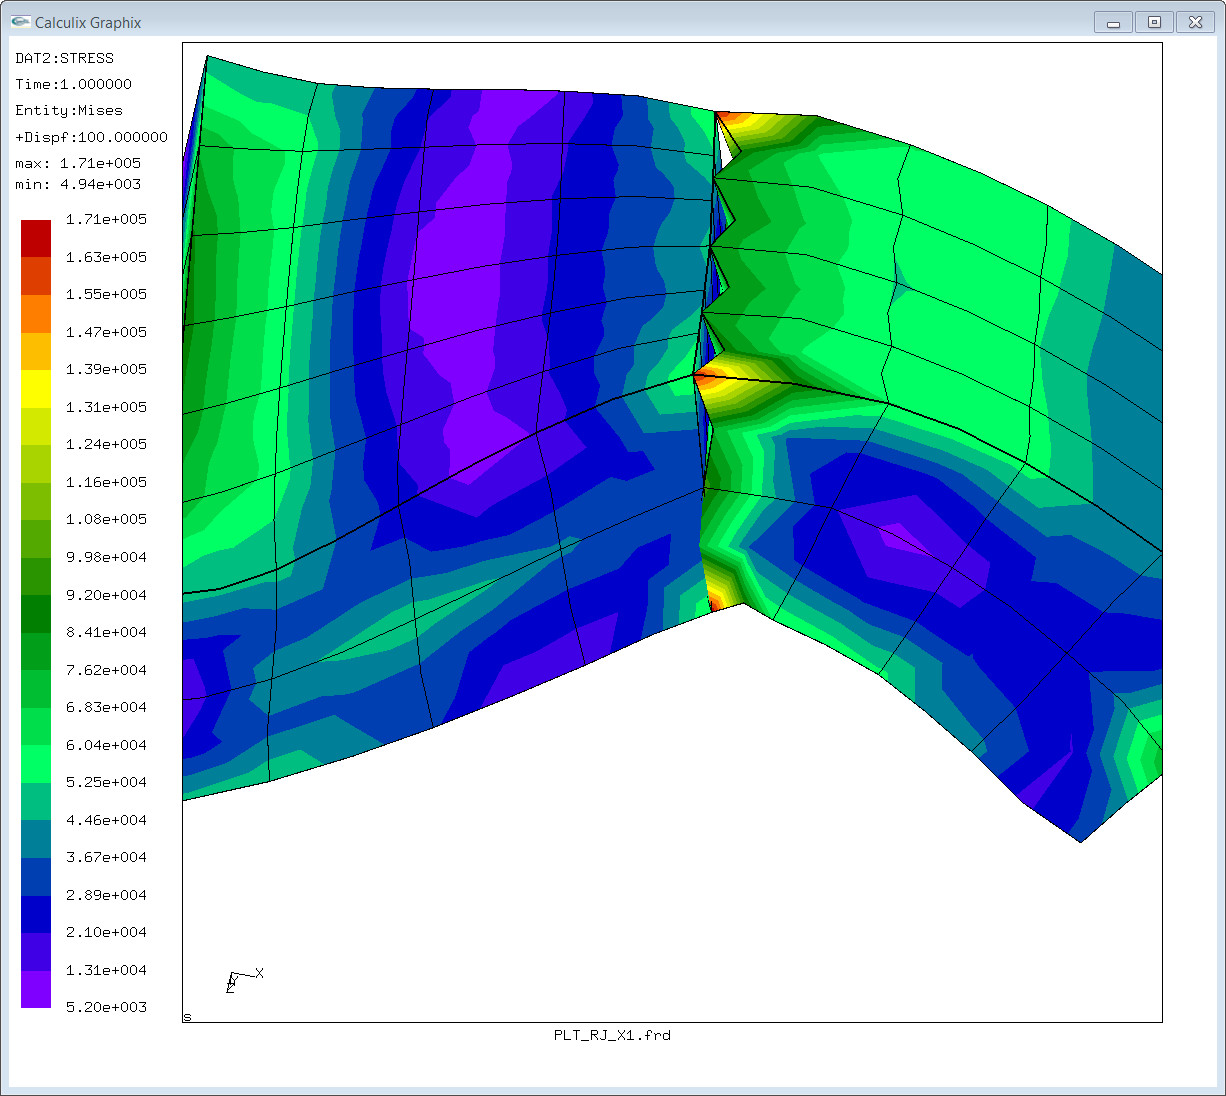 Calculix Graphix
DAT2:STRESS
Time:1.000000
Entity:Mises
+Dispf:100.000000
max: 1.71e+005
min: 4.94e+003
1.71e+005
1.63e+005
1.55e+005
1.47e+005
1.39e+005
1.31e+005
1.24e+005
1.16e+005
1.08e+005
9.98e+004
9.20e+004
8.41e+004
7.62e+004
6.83e+004
6.04e+004
5.25e+004
4.46e+004
3.67e+004
2.89e+004
2.10e+004
1.31e+004
5.20e+003
X
Y
Z
s
PLT_RJ_X1.frd